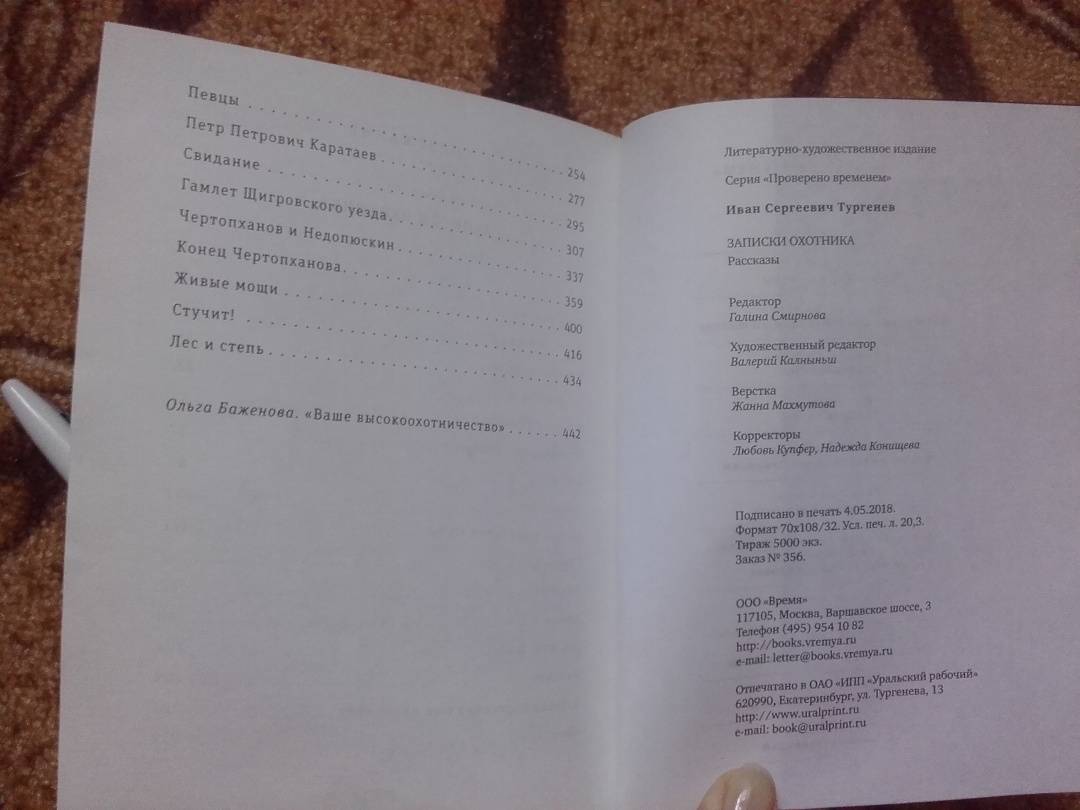 Певцы . . . . . . . . . . . . . . . . . . . . . . . . . . 254
Петр Петрович Каратаев . . . . . . . . . . . . . . 277
Свидание . . . . . . . . . . . . . . . . . . . . . . . . 295
Гамлет Щигровского уезда. . . . . . . . . . . . . 307
Чертопханов и Недопюскин . . . . . . . . . . . . 337
Конец Чертопханова. . . . . . . . . . . . . . . . . 359
Живые мощи . . . . . . . . . . . . . . . . . . . . . . 400
Стучит! . . . . . . . . . . . . . . . . . . . . . . . . . 416
Лес и степь . . . . . . . . . . . . . . . . . . . . . . . 434
Ольга Баженова. «Ваше высокоохотничество» . . . . . . 442
Литературно-художественное издание
Серия «Проверено временем»
Иван Сергеевич Тургенев
ЗАПИСКИ ОХОТНИКА
Рассказы
Редактор
Галина Смирнова
Художественный редактор
Валерий Калныньш
Верстка
Жанна Махмутова
Корректоры
Любовь Купфер, Надежда Конищева
Подписано в печать 4.05.2018.
Формат 70х108/32. Усл. печ. л. 20,3.
Тираж 5000 экз.
Заказ № 356.
ООО «Время»
117105, Москва, Варшавское шоссе, 3
Телефон (495) 954 10 82
http://books.vremya.ru
e-mail: letter@books.vremya.ru
Отпечатано в ОАО «ИПП «Уральский рабочий»
620990, Екатеринбург, ул. Тургенева, 13
http://www.uralprint.ru
e-mail: book@uralprint.ru